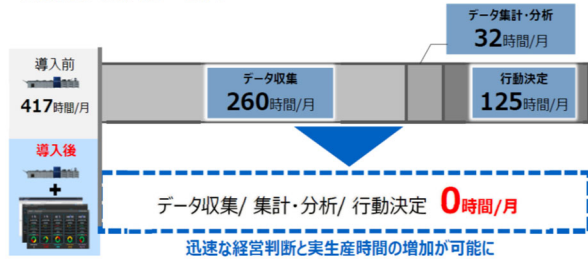 データ集計・分析
32時間/月
導入前
417時間/月
データ収集
260時間/月
行動決定
125時間/月
導入後
+
データ収集/ 集計・分析/ 行動決定 0時間/月
迅速な経営判断と実生産時間の増加が可能に